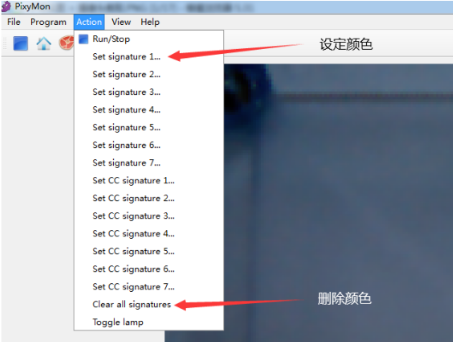 PixyMon
File Program Action View Help
Run/Stop
Set signature 1...
设定颜色
Set signature 2...
Set signature 3...
Set signature 4...
Set signature 5...
Set signature 6...
Set signature 7...
Set CC signature 1...
Set CC signature 2...
Set CC signature 3...
Set CC signature 4...
Set CC signature 5...
Set CC signature 6...
Set CC signature 7...
Clear all signatures
删除颜色
Toggle lamp